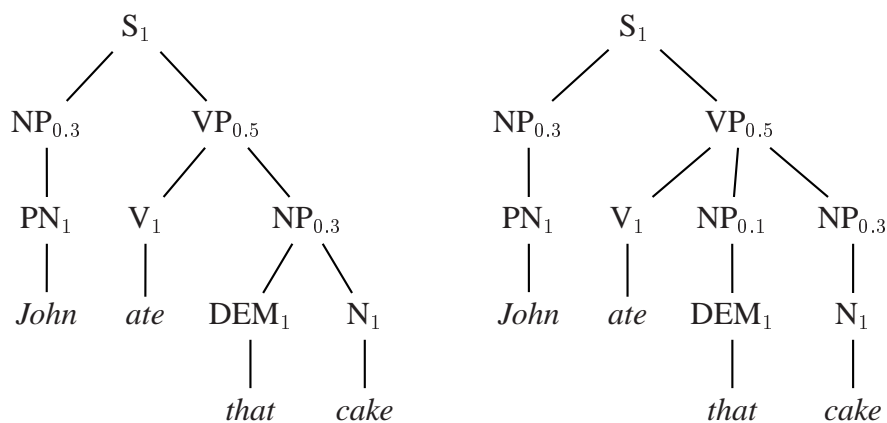 S₁ S₁
NP₀.₃ VP₀.₅ NP₀.₃ VP₀.₅
PN₁ V₁ NP₀.₃ PN₁ V₁ NP₀.₁ NP₀.₃
John ate DEM₁ N₁ John ate DEM₁ N₁
that cake that cake